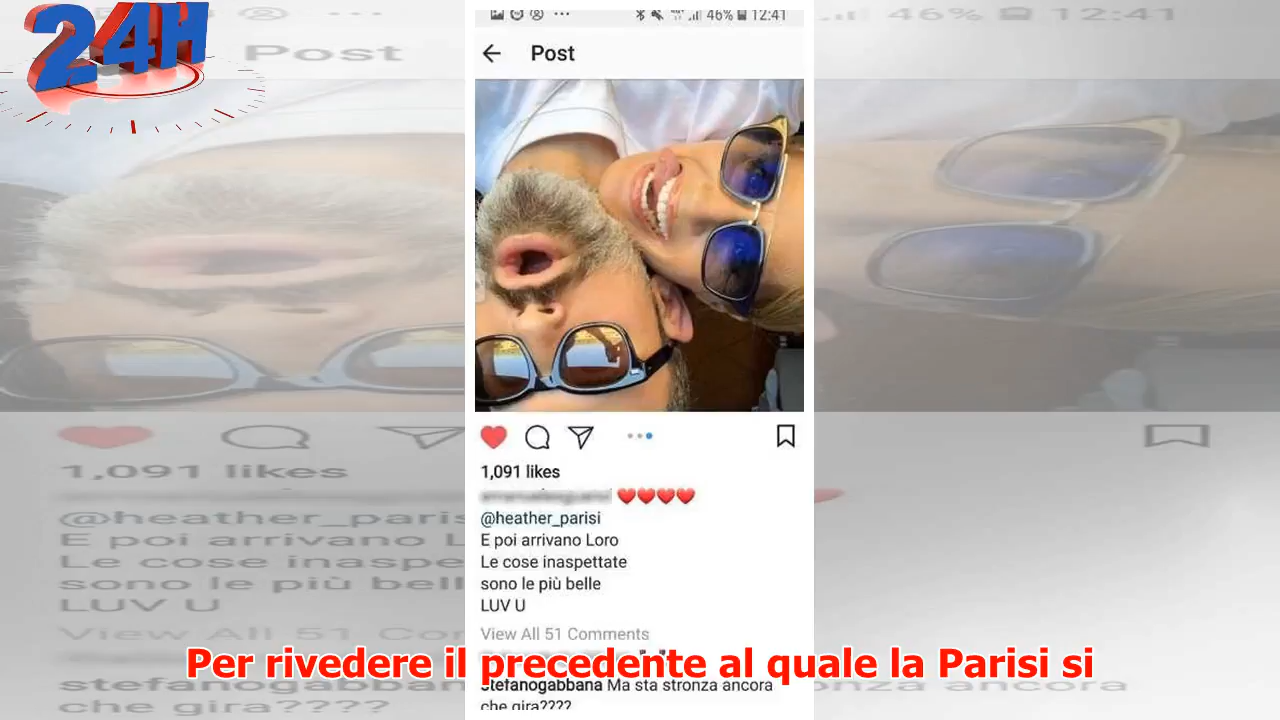 24H
46% 12:41
Post
1,091 likes
@heather_parisi
E poi arrivano Loro
Le cose inaspettate
sono le più belle
LUV U
View All 51 Comments
stefanogabbana Ma sta stronza ancora
che gira????
Per rivedere il precedente al quale la Parisi si